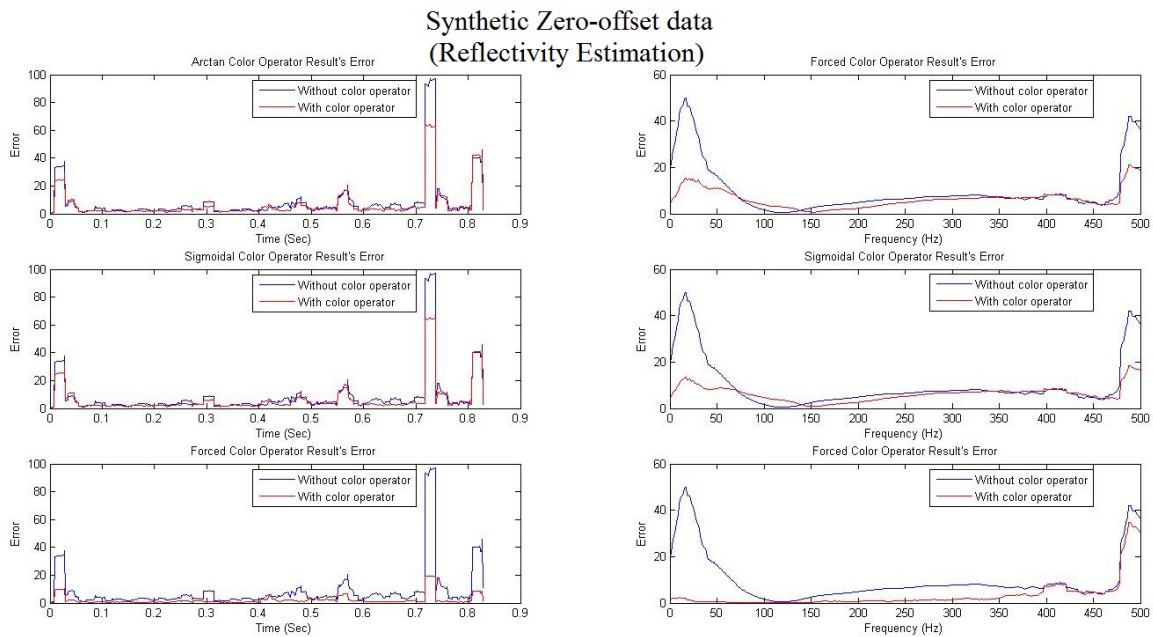 Synthetic Zero-offset data
(Reflectivity Estimation)
Arctan Color Operator Result's Error
Without color operator
With color operator
Error
100
80
60
40
20
0
0 0.1 0.2 0.3 0.4 0.5 0.6 0.7 0.8 0.9
Time (Sec)
Forced Color Operator Result's Error
Without color operator
With color operator
Error
60
40
20
0
0 50 100 150 200 250 300 350 400 450 500
Frequency (Hz)
Sigmoidal Color Operator Result's Error
Without color operator
With color operator
Error
100
80
60
40
20
0
0 0.1 0.2 0.3 0.4 0.5 0.6 0.7 0.8 0.9
Time (Sec)
Sigmoidal Color Operator Result's Error
Without color operator
With color operator
Error
60
40
20
0
0 50 100 150 200 250 300 350 400 450 500
Frequency (Hz)
Forced Color Operator Result's Error
Without color operator
With color operator
Error
100
80
60
40
20
0
0 0.1 0.2 0.3 0.4 0.5 0.6 0.7 0.8 0.9
Time (Sec)
Forced Color Operator Result's Error
Without color operator
With color operator
Error
60
40
20
0
0 50 100 150 200 250 300 350 400 450 500
Frequency (Hz)